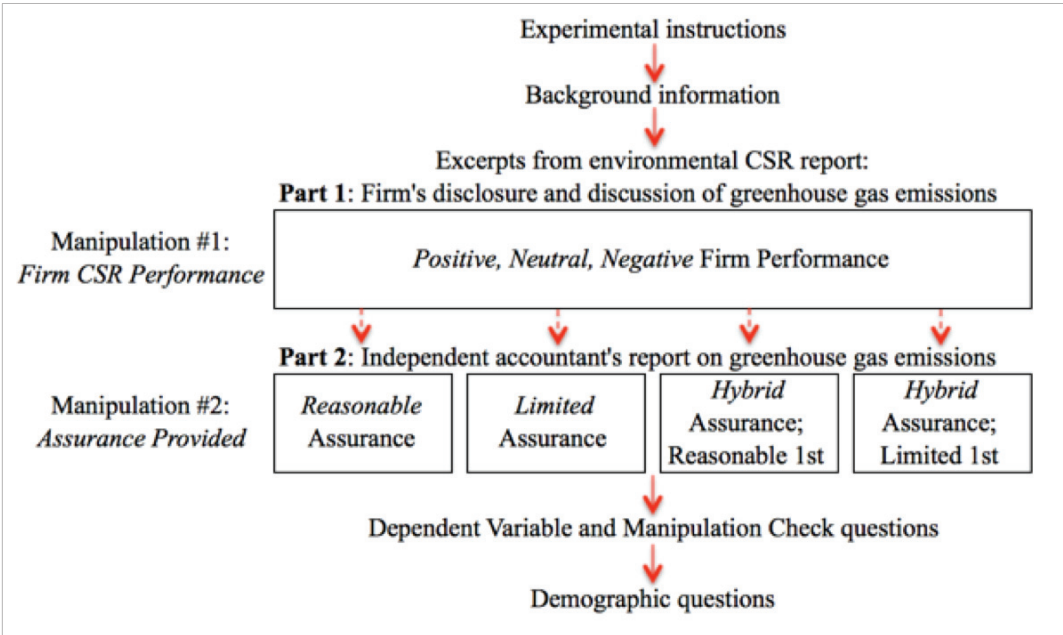 Experimental instructions
Background information
Excerpts from environmental CSR report:
Part 1: Firm's disclosure and discussion of greenhouse gas emissions
Manipulation #1:
Firm CSR Performance
Positive, Neutral, Negative Firm Performance
Part 2: Independent accountant's report on greenhouse gas emissions
Manipulation #2:
Assurance Provided
Reasonable
Assurance
Limited
Assurance
Hybrid
Assurance;
Reasonable 1st
Hybrid
Assurance;
Limited 1st
Dependent Variable and Manipulation Check questions
Demographic questions